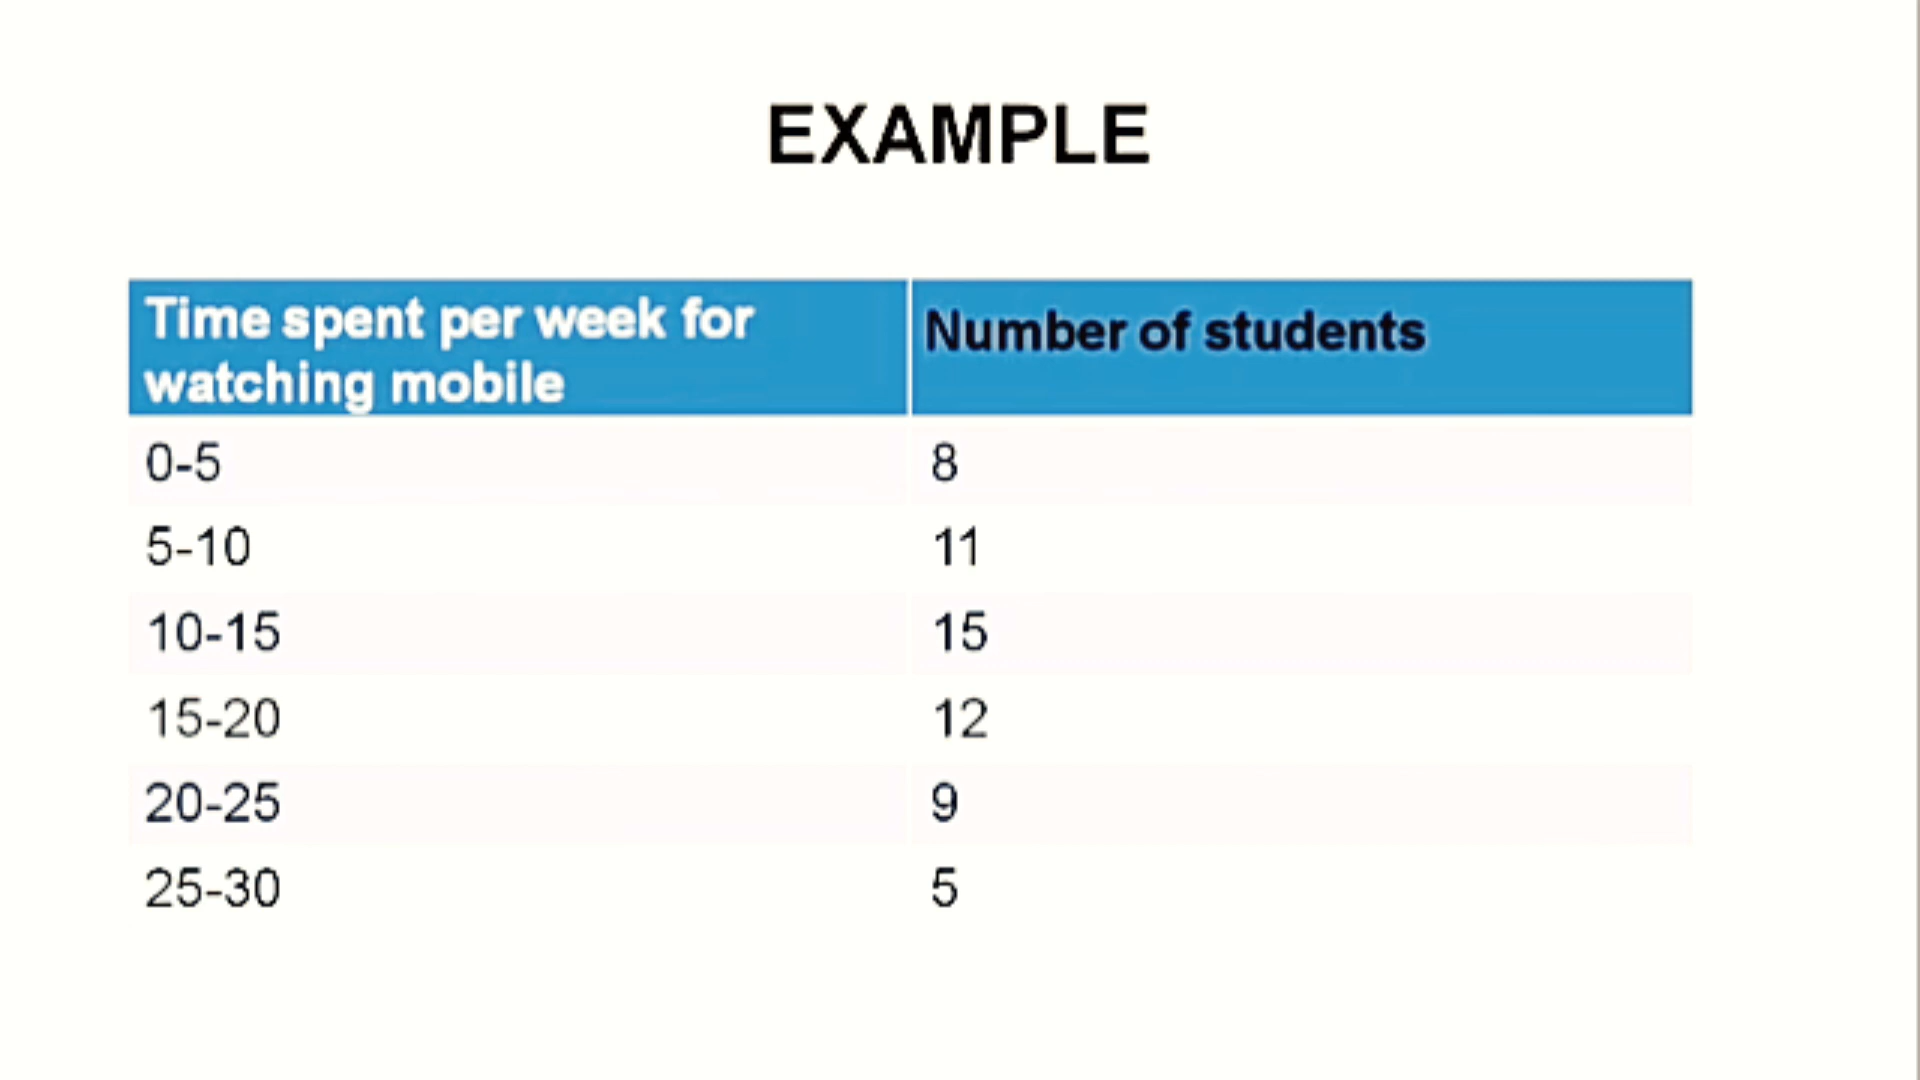 EXAMPLE
Time spent per week for
watching mobile
Number of students
0-5 8
5-10 11
10-15 15
15-20 12
20-25 9
25-30 5